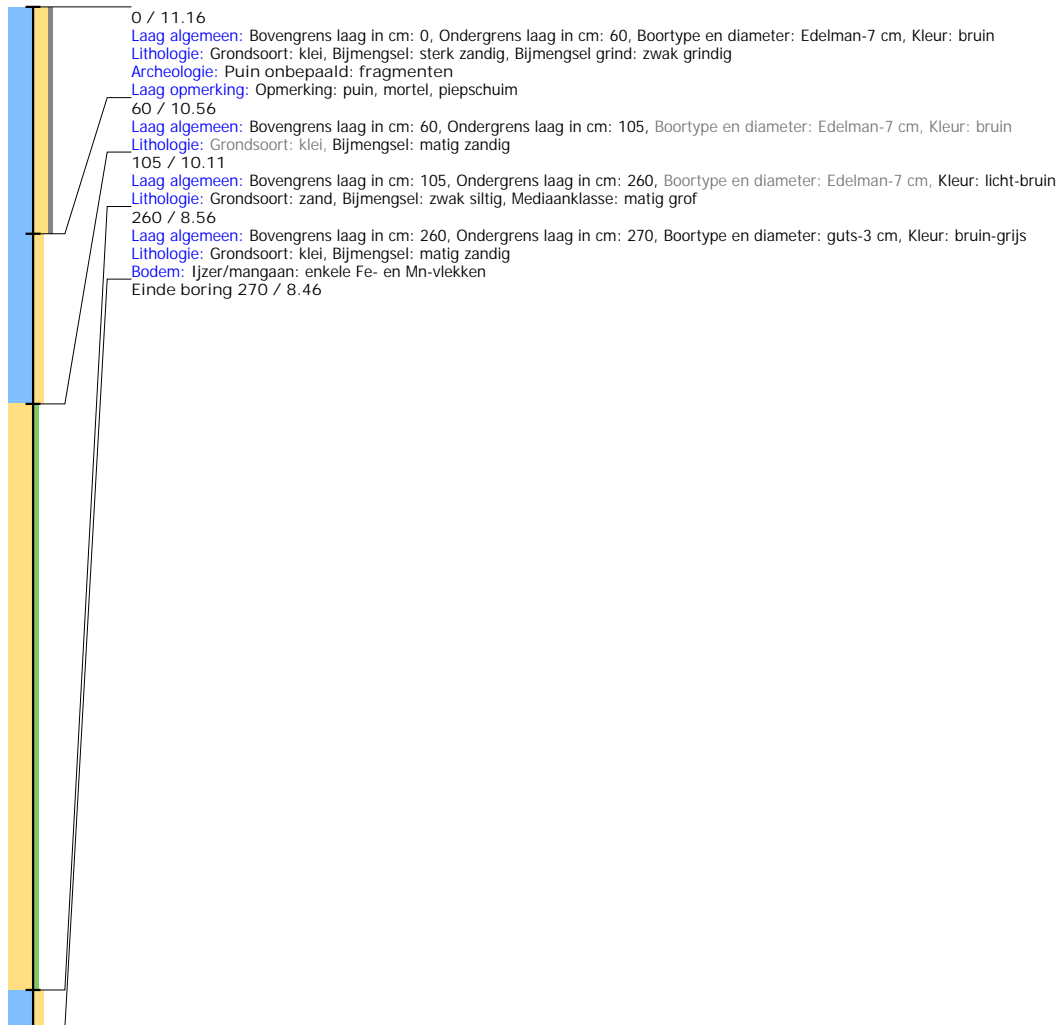 0 / 11.16
Laag algemeen: Bovengrens laag in cm: 0, Ondergrens laag in cm: 60, Boortype en diameter: Edelman-7 cm, Kleur: bruin
Lithologie: Grondsoort: klei, Bijmengsel: sterk zandig, Bijmengsel grind: zwak grindig
Archeologie: Puin onbepaald: fragmenten
Laag opmerking: Opmerking: puin, mortel, piepschuim
60 / 10.56
Laag algemeen: Bovengrens laag in cm: 60, Ondergrens laag in cm: 105, Boortype en diameter: Edelman-7 cm, Kleur: bruin
Lithologie: Grondsoort: klei, Bijmengsel: matig zandig
105 / 10.11
Laag algemeen: Bovengrens laag in cm: 105, Ondergrens laag in cm: 260, Boortype en diameter: Edelman-7 cm, Kleur: licht-bruin
Lithologie: Grondsoort: zand, Bijmengsel: zwak siltig, Mediaanklasse: matig grof
260 / 8.56
Laag algemeen: Bovengrens laag in cm: 260, Ondergrens laag in cm: 270, Boortype en diameter: guts-3 cm, Kleur: bruin-grijs
Lithologie: Grondsoort: klei, Bijmengsel: matig zandig
Bodem: Ijzer/mangaan: enkele Fe- en Mn-vlekken
Einde boring 270 / 8.46